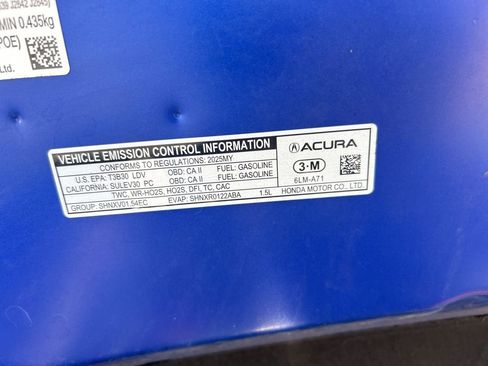 J2842 J2845)
MIN 0.435kg
POE)
Ltd.
VEHICLE EMISSION CONTROL INFORMATION
CONFORMS TO REGULATIONS: 2025MY
U.S. EPA: T3B30 LDV OBD: CA II FUEL: GASOLINE
CALIFORNIA: SULEV30 PC OBD: CA II FUEL: GASOLINE
TWC, WR-HO2S, HO2S, DFI, TC, CAC
GROUP: SHNXV01.54EC EVAP: SHNXR0122ABA 1.5L
ACURA
3·M
6LM-A71
HONDA MOTOR CO., LTD.